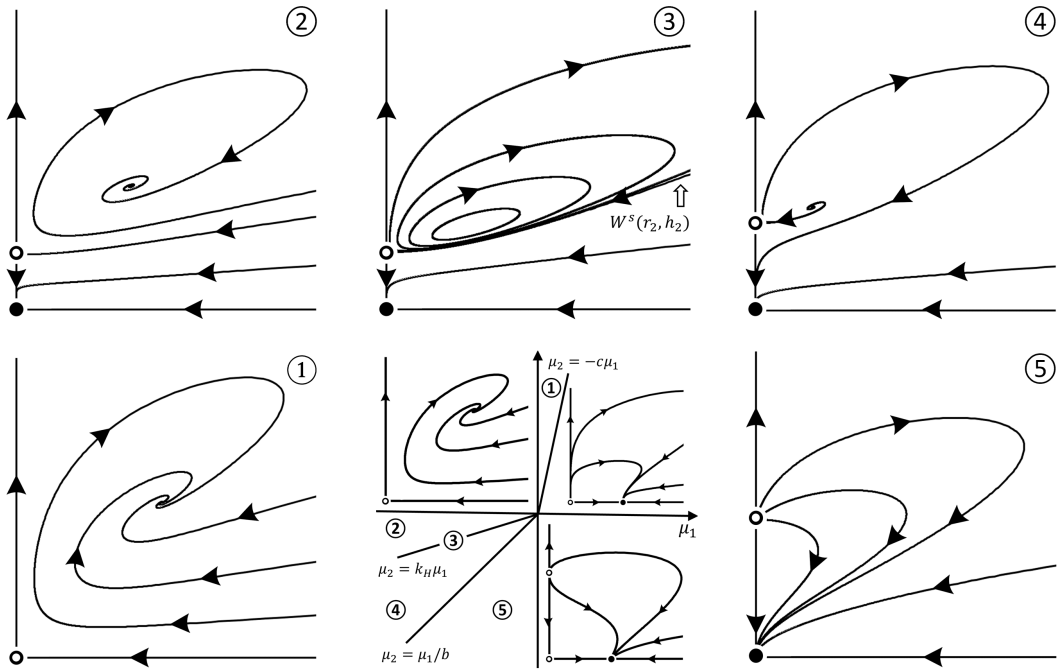 ②
③
④
Wˢ(r₂, h₂)
①
μ₂ = −cμ₁
①
⑤
μ₁
②
③
μ₂ = k_Hμ₁
④
⑤
μ₂ = μ₁/b